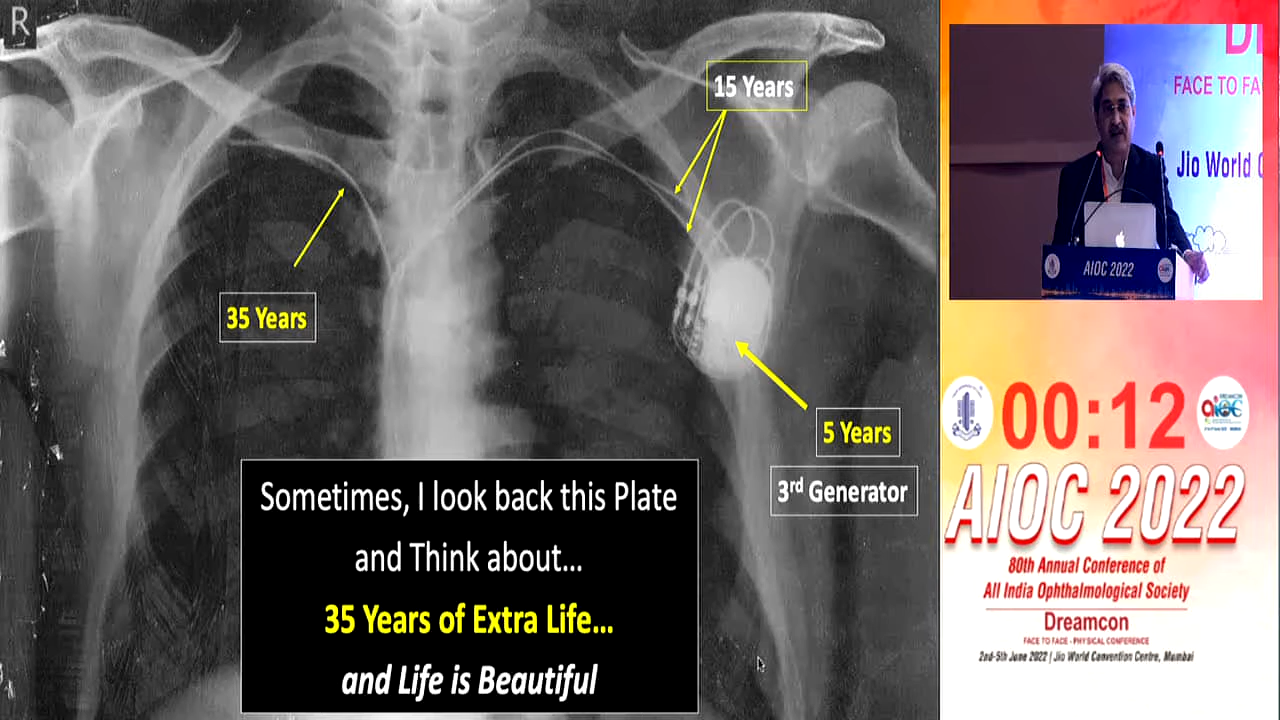 R
15 Years
35 Years
5 Years
3rd Generator
Sometimes, I look back this Plate
and Think about...
35 Years of Extra Life...
and Life is Beautiful
FACE TO FA
Jio World C
AIOC 2022
00:12
AIOC 2022
80th Annual Conference of
All India Ophthalmological Society
Dreamcon
FACE TO FACE - PHYSICAL CONFERENCE
2nd-5th June 2022 | Jio World Convention Centre, Mumbai